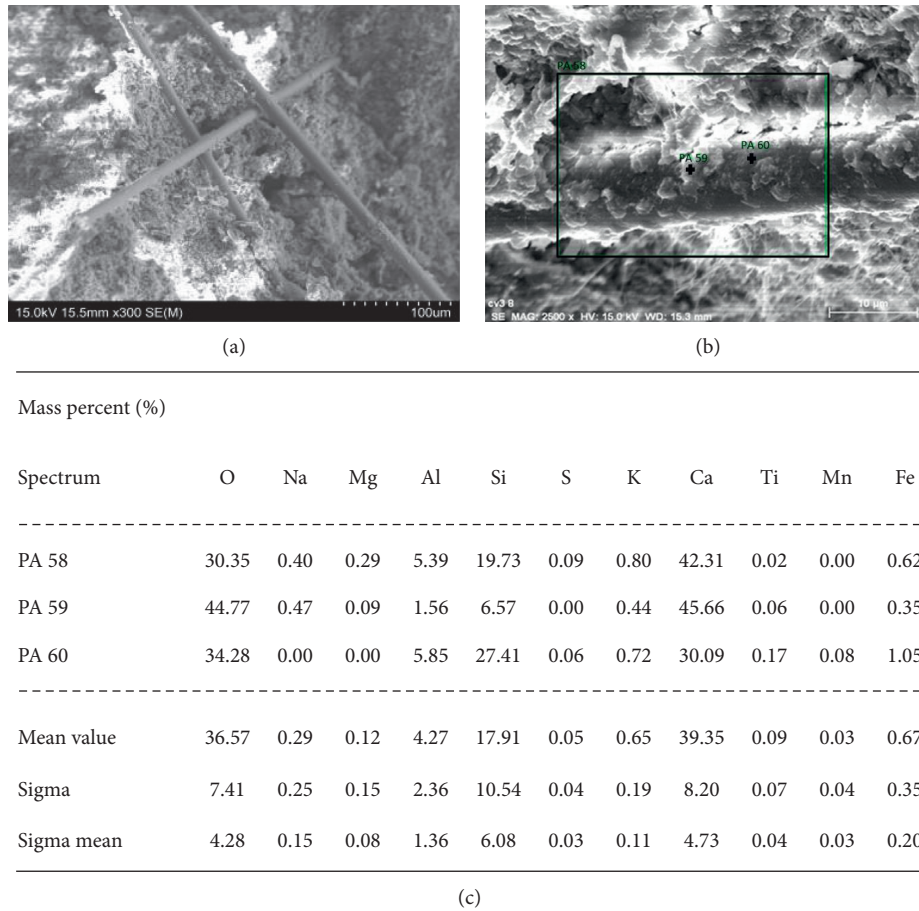 15.0kV 15.5mm x300 SE(M) 100um
(a)
PA 58
PA 60
PA 59
cv3 8
10 μm
SE MAG: 2500 x HV: 15.0 kV WD: 15.3 mm
(b)
Mass percent (%)
Spectrum O Na Mg Al Si S K Ca Ti Mn Fe
PA 58 30.35 0.40 0.29 5.39 19.73 0.09 0.80 42.31 0.02 0.00 0.62
PA 59 44.77 0.47 0.09 1.56 6.57 0.00 0.44 45.66 0.06 0.00 0.35
PA 60 34.28 0.00 0.00 5.85 27.41 0.06 0.72 30.09 0.17 0.08 1.05
Mean value 36.57 0.29 0.12 4.27 17.91 0.05 0.65 39.35 0.09 0.03 0.67
Sigma 7.41 0.25 0.15 2.36 10.54 0.04 0.19 8.20 0.07 0.04 0.35
Sigma mean 4.28 0.15 0.08 1.36 6.08 0.03 0.11 4.73 0.04 0.03 0.20
(c)